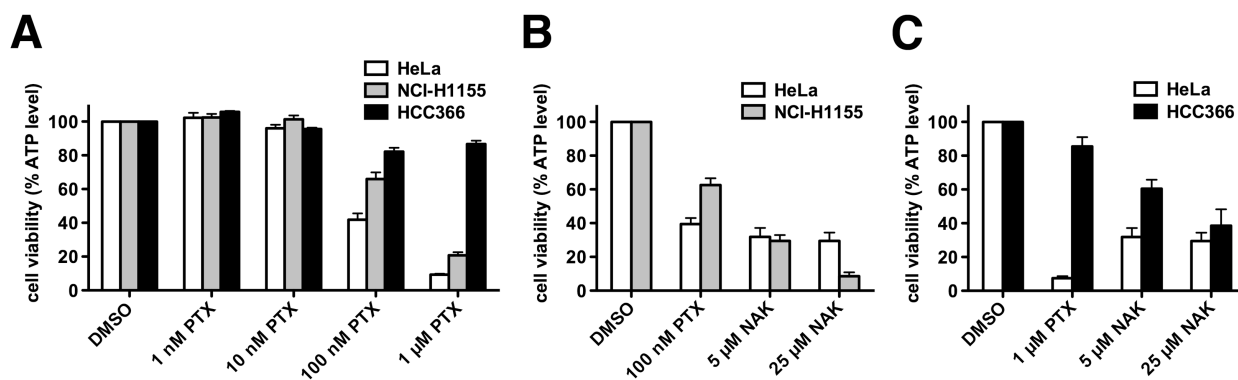 A
HeLa
NCI-H1155
HCC366
cell viability (% ATP level)
100
80
60
40
20
0
DMSO
1 nM PTX
10 nM PTX
100 nM PTX
1 µM PTX
B
HeLa
NCI-H1155
cell viability (% ATP level)
100
80
60
40
20
0
DMSO
100 nM PTX
5 µM NAK
25 µM NAK
C
HeLa
HCC366
cell viability (% ATP level)
100
80
60
40
20
0
DMSO
1 µM PTX
5 µM NAK
25 µM NAK